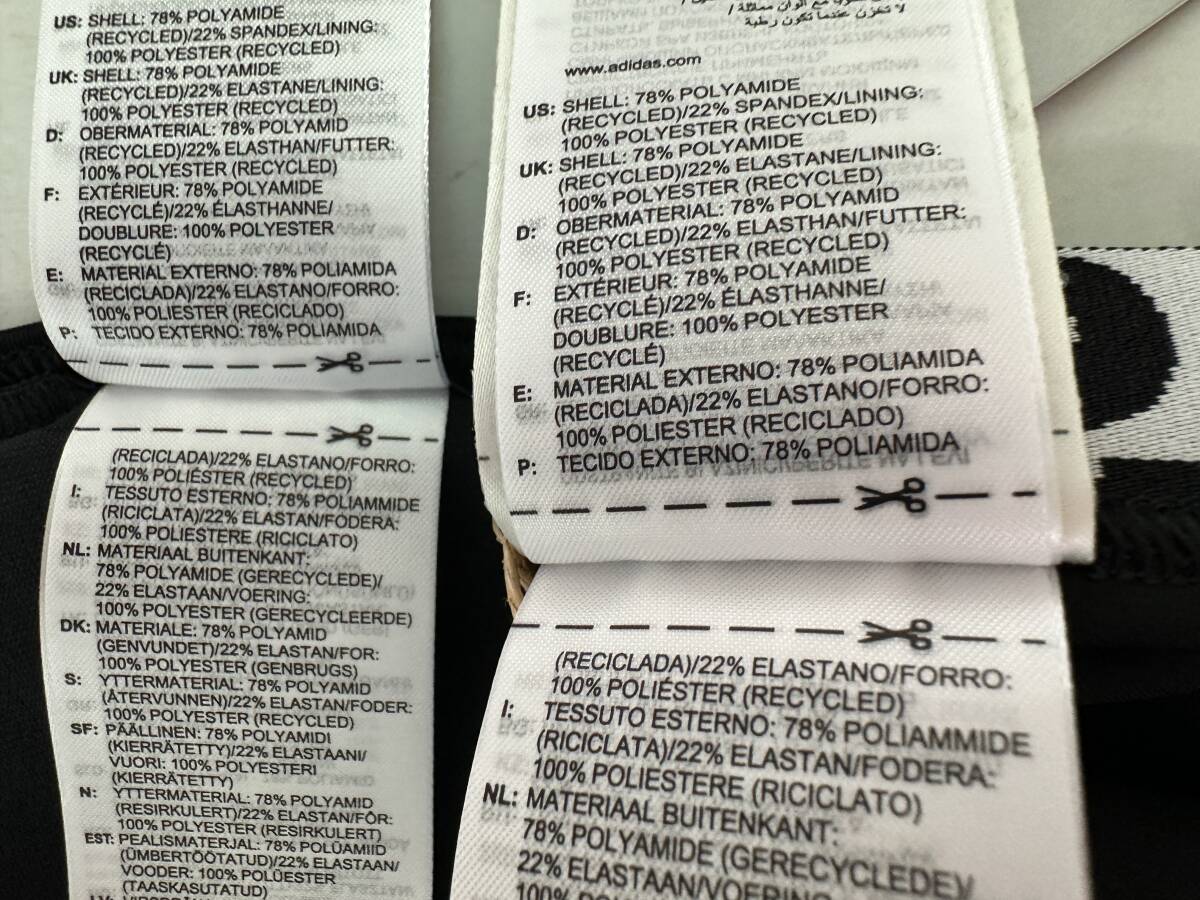 US: SHELL: 78% POLYAMIDE
(RECYCLED)/22% SPANDEX/LINING:
100% POLYESTER (RECYCLED)
UK: SHELL: 78% POLYAMIDE
(RECYCLED)/22% ELASTANE/LINING:
100% POLYESTER (RECYCLED)
D: OBERMATERIAL: 78% POLYAMID
(RECYCLED)/22% ELASTHAN/FUTTER:
100% POLYESTER (RECYCLED)
F: EXTÉRIEUR: 78% POLYAMIDE
(RECYCLÉ)/22% ÉLASTHANNE/
DOUBLURE: 100% POLYESTER
(RECYCLÉ)
E: MATERIAL EXTERNO: 78% POLIAMIDA
(RECICLADA)/22% ELASTANO/FORRO:
100% POLIESTER (RECICLADO)
P: TECIDO EXTERNO: 78% POLIAMIDA
(RECICLADA)/22% ELASTANO/FORRO:
100% POLIÉSTER (RECYCLED)
I: TESSUTO ESTERNO: 78% POLIAMMIDE
(RICICLATA)/22% ELASTAN/FODERA:
100% POLIESTERE (RICICLATO)
NL: MATERIAAL BUITENKANT:
78% POLYAMIDE (GERECYCLEDE)/
22% ELASTAAN/VOERING:
100% POLYESTER (GERECYCLEERDE)
DK: MATERIALE: 78% POLYAMID
(GENVUNDET)/22% ELASTAN/FOR:
100% POLYESTER (GENBRUGS)
S: YTTERMATERIAL: 78% POLYAMID
(ÅTERVUNNEN)/22% ELASTAN/FODER:
100% POLYESTER (RECYCLED)
SF: PÄÄLLINEN: 78% POLYAMIDI
(KIERRÄTETTY)/22% ELASTAANI/
VUORI: 100% POLYESTERI
(KIERRÄTETTY)
N: YTTERMATERIAL: 78% POLYAMID
(RESIRKULERT)/22% ELASTAN/FÔR:
100% POLYESTER (RESIRKULERT)
EST: PEALISMATERJAL: 78% POLÜAMIID
(ÜMBERTÖÖTATUD)/22% ELASTAAN/
VOODER: 100% POLÜESTER
(TAASKASUTATUD)
لا تخزن عندما تكون رطبة
www.adidas.com
US: SHELL: 78% POLYAMIDE
(RECYCLED)/22% SPANDEX/LINING:
100% POLYESTER (RECYCLED)
UK: SHELL: 78% POLYAMIDE
(RECYCLED)/22% ELASTANE/LINING:
100% POLYESTER (RECYCLED)
D: OBERMATERIAL: 78% POLYAMID
(RECYCLED)/22% ELASTHAN/FUTTER:
100% POLYESTER (RECYCLED)
F: EXTÉRIEUR: 78% POLYAMIDE
(RECYCLÉ)/22% ÉLASTHANNE/
DOUBLURE: 100% POLYESTER
(RECYCLÉ)
E: MATERIAL EXTERNO: 78% POLIAMIDA
(RECICLADA)/22% ELASTANO/FORRO:
100% POLIESTER (RECICLADO)
P: TECIDO EXTERNO: 78% POLIAMIDA
(RECICLADA)/22% ELASTANO/FORRO:
100% POLIÉSTER (RECYCLED)
I: TESSUTO ESTERNO: 78% POLIAMMIDE
(RICICLATA)/22% ELASTAN/FODERA:
100% POLIESTERE (RICICLATO)
NL: MATERIAAL BUITENKANT:
78% POLYAMIDE (GERECYCLEDE)/
22% ELASTAAN/VOERING: